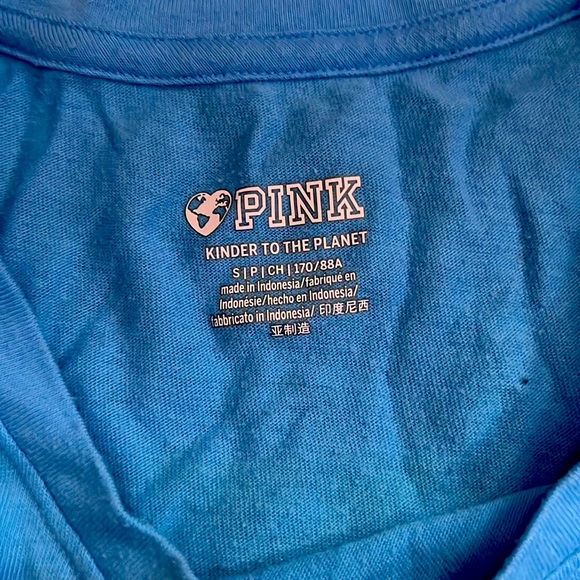 PINK
KINDER TO THE PLANET
S | P | CH | 170/88A
made in Indonesia/fabriqué en
Indonésie/hecho en Indonesia/
fabbricato in Indonesia/ 印度尼西
亚制造